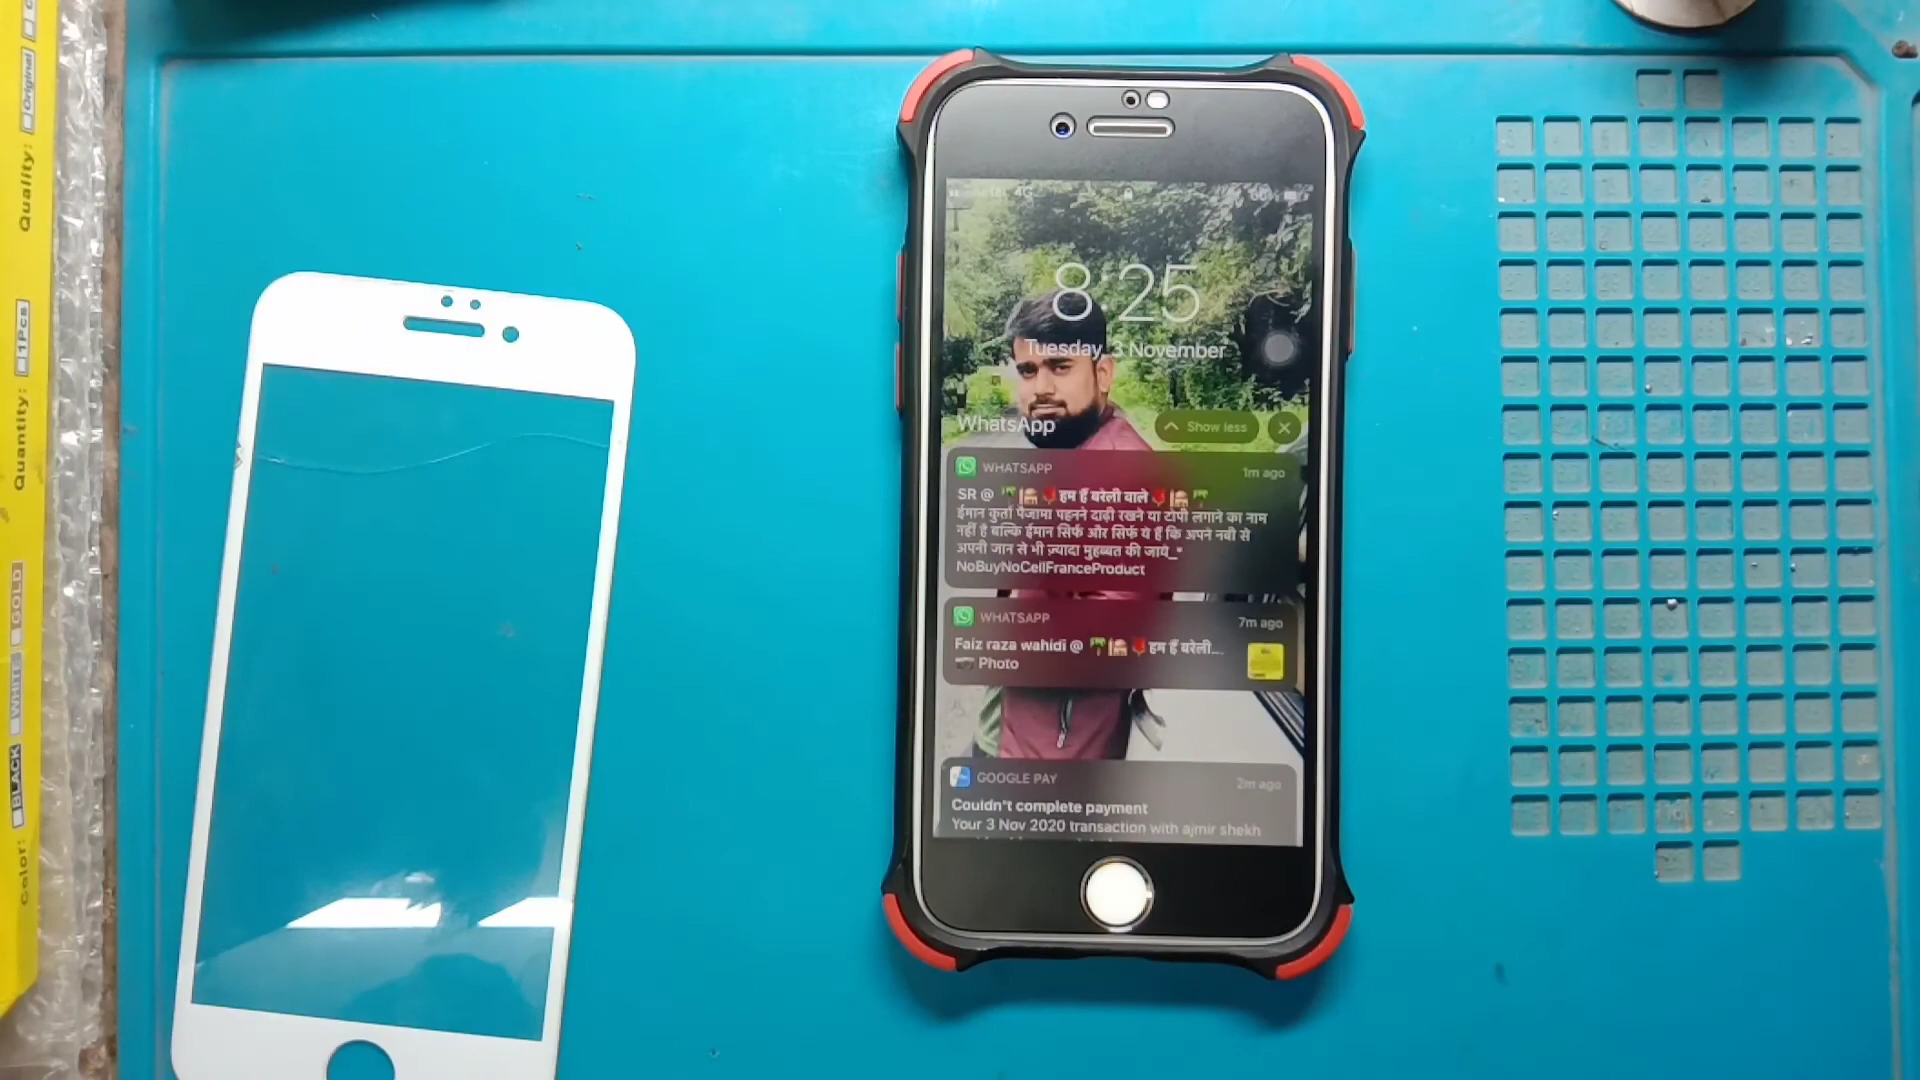 Quality: Original
Quantity: 1Pcs
Color: BLACK WHITE GOLD
4G
8 25
Tuesday, 3 November
WhatsApp
Show less
WHATSAPP
1m ago
SR @ 🌴🕌🌹हम हैं बरेली वाले🌹🕌🌴
ईमान कुर्ता पैजामा पहनने दाढ़ी रखने या टोपी लगाने का नाम
नहीं है बल्कि ईमान सिर्फ और सिर्फ ये हैं कि अपने नबी से
अपनी जान से भी ज़्यादा मुहब्बत की जाये_*
NoBuyNoCellFranceProduct
WHATSAPP
7m ago
Faiz raza wahidi @ 🌴🕌🌹हम हैं बरेली...
📷 Photo
GOOGLE PAY
2m ago
Couldn't complete payment
Your 3 Nov 2020 transaction with ajmir shekh